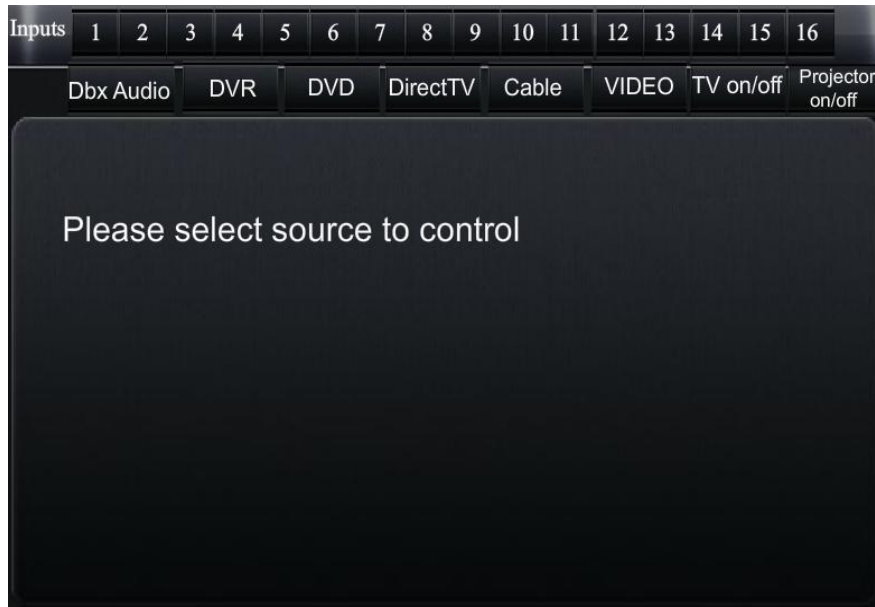 Inputs 1 2 3 4 5 6 7 8 9 10 11 12 13 14 15 16
Dbx Audio DVR DVD DirectTV Cable VIDEO TV on/off Projector on/off
Please select source to control